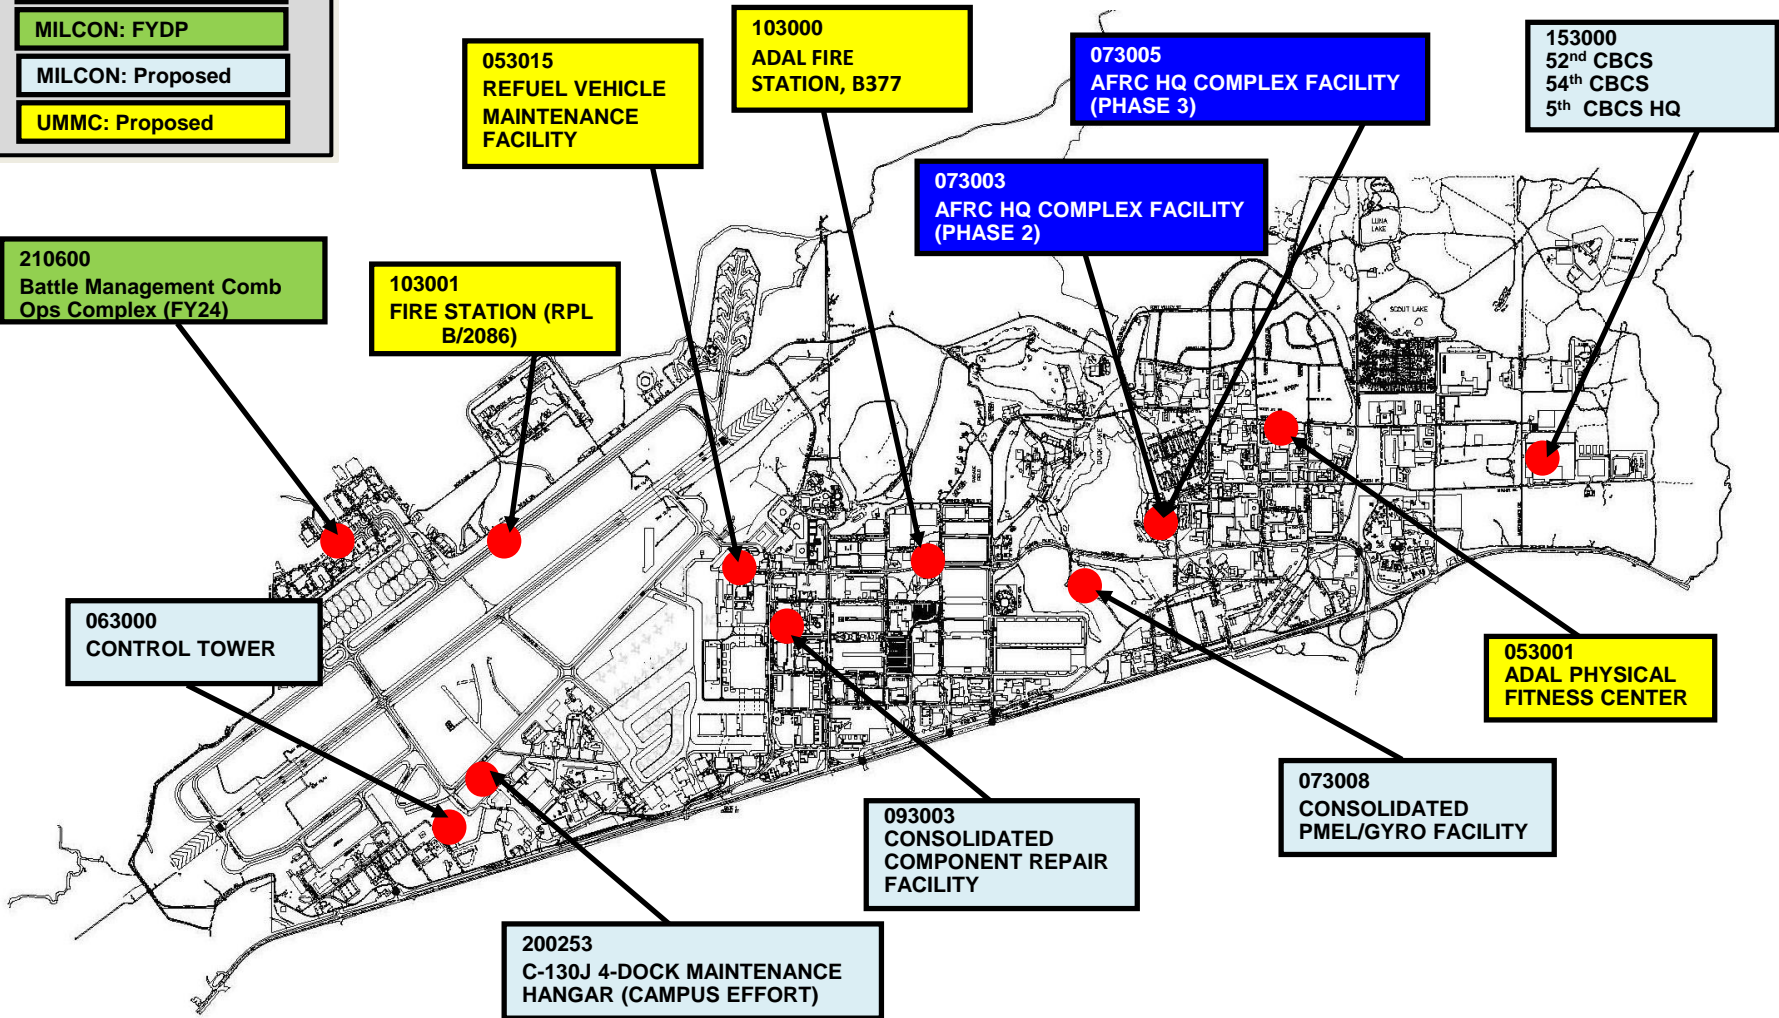 MILCON: FYDP
MILCON: Proposed
UMMC: Proposed
053015
REFUEL VEHICLE
MAINTENANCE
FACILITY
103000
ADAL FIRE
STATION, B377
073005
AFRC HQ COMPLEX FACILITY
(PHASE 3)
153000
52nd CBCS
54th CBCS
5th CBCS HQ
073003
AFRC HQ COMPLEX FACILITY
(PHASE 2)
210600
Battle Management Comb
Ops Complex (FY24)
103001
FIRE STATION (RPL
B/2086)
LUNA
LAKE
SCOUT LAKE
DUCK LAKE
063000
CONTROL TOWER
053001
ADAL PHYSICAL
FITNESS CENTER
073008
CONSOLIDATED
PMEL/GYRO FACILITY
093003
CONSOLIDATED
COMPONENT REPAIR
FACILITY
200253
C-130J 4-DOCK MAINTENANCE
HANGAR (CAMPUS EFFORT)